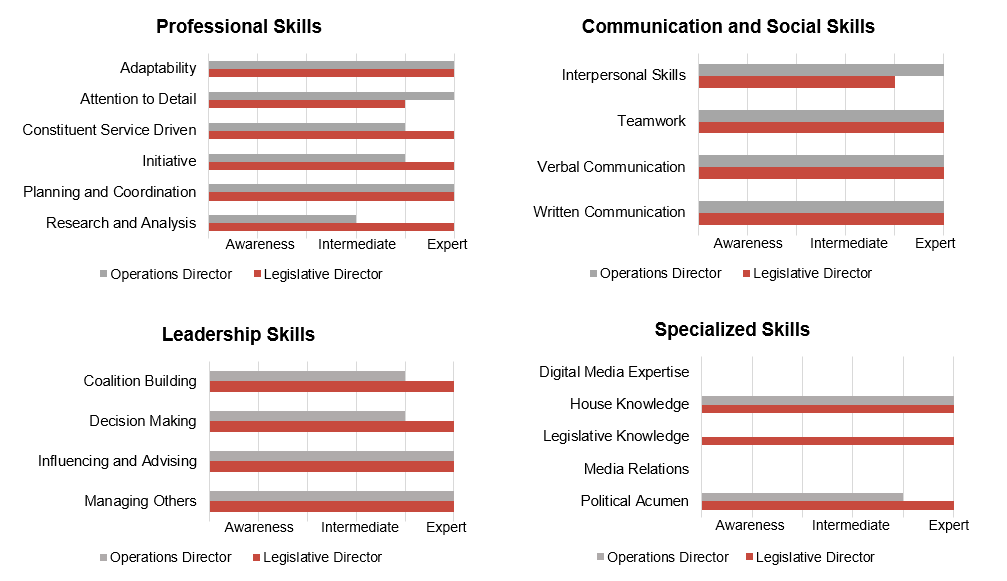 Professional Skills
Adaptability
Attention to Detail
Constituent Service Driven
Initiative
Planning and Coordination
Research and Analysis
Awareness Intermediate Expert
Operations Director Legislative Director
Communication and Social Skills
Interpersonal Skills
Teamwork
Verbal Communication
Written Communication
Awareness Intermediate Expert
Operations Director Legislative Director
Leadership Skills
Coalition Building
Decision Making
Influencing and Advising
Managing Others
Awareness Intermediate Expert
Operations Director Legislative Director
Specialized Skills
Digital Media Expertise
House Knowledge
Legislative Knowledge
Media Relations
Political Acumen
Awareness Intermediate Expert
Operations Director Legislative Director